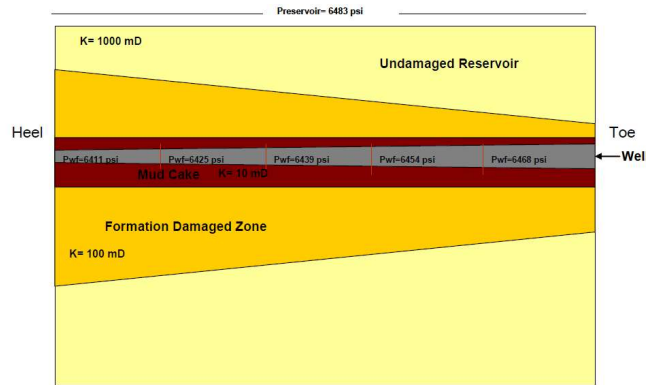 Preservoir= 6483 psi
K= 1000 mD
Undamaged Reservoir
Heel
Toe
Pwf=6411 psi Pwf=6425 psi Pwf=6439 psi Pwf=6454 psi Pwf=6468 psi
Well
Mud Cake K= 10 mD
Formation Damaged Zone
K= 100 mD